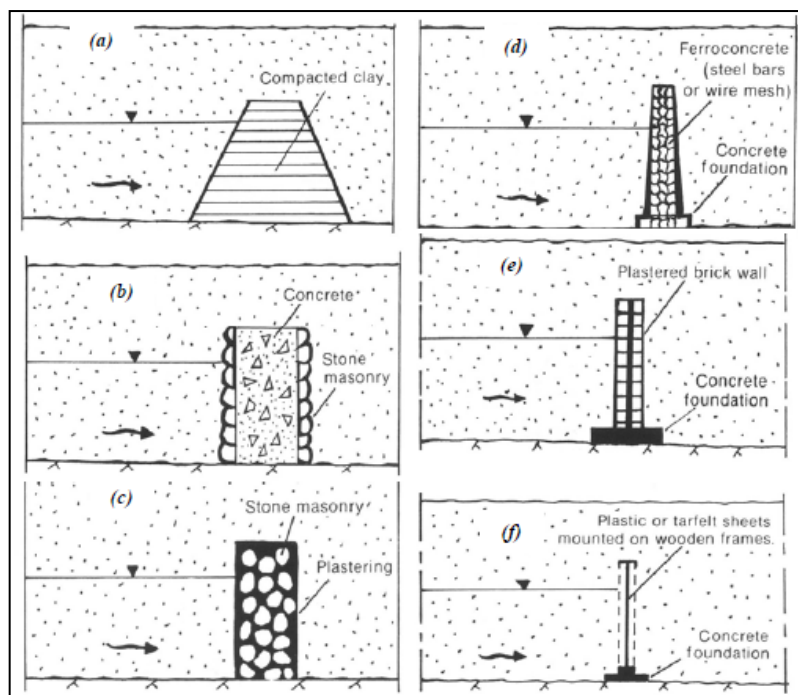 (a)
Compacted clay
(b)
Concrete
Stone
masonry
(c)
Stone masonry
Plastering
(d)
Ferroconcrete
(steel bars
or wire mesh)
Concrete
foundation
(e)
Plastered brick wall
Concrete
foundation
(f)
Plastic or tarfelt sheets
mounted on wooden frames.
Concrete
foundation